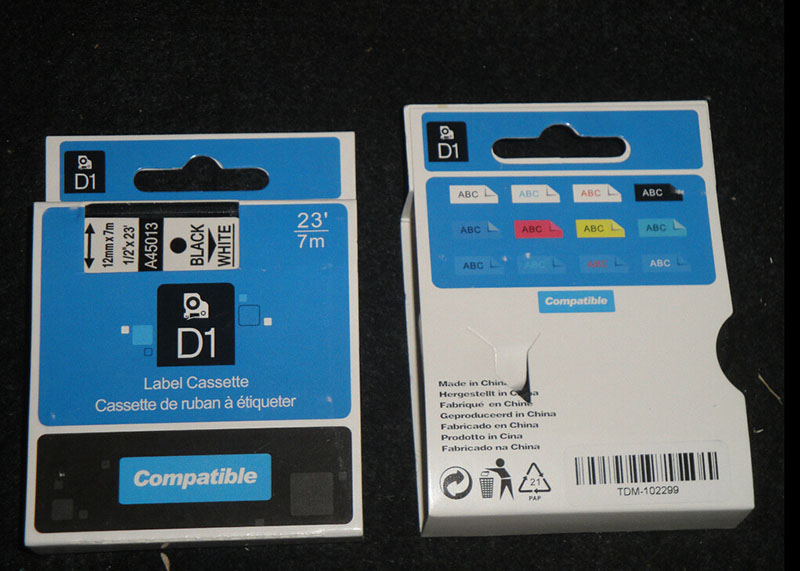 D1
12mm x 7m
1/2"x 23'
A45013
BLACK
WHITE
23'
7m
D1
Label Cassette
Cassette de ruban à étiqueter
Compatible
D1
ABC ABC ABC ABC
ABC ABC ABC ABC
ABC ABC ABC ABC
Compatible
Made in China
Hergestellt in China
Fabriqué en Chine
Geproduceerd in China
Fabricado en China
Prodotto in Cina
Fabricado na China
21
PAP
TDM-102299